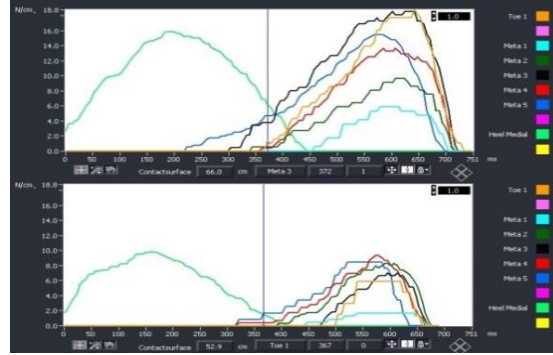 N/cm,
18.8
1.0
16.0
14.0
12.0
10.0
8.0
6.0
4.0
2.0
0.0
0 50 100 150 200 250 300 350 400 450 500 550 600 650 700 751 ms
Toe 1
Meta 1
Meta 2
Meta 3
Meta 4
Meta 5
Heel Medial
Contactsurface 66.0 cm Meta 3 372 1
N/cm,
18.8
1.0
16.0
14.0
12.0
10.0
8.0
6.0
4.0
2.0
0.0
0 50 100 150 200 250 300 350 400 450 500 550 600 650 700 751 ms
Toe 1
Meta 1
Meta 2
Meta 3
Meta 4
Meta 5
Heel Medial
Contactsurface 52.9 cm Toe 1 367 0